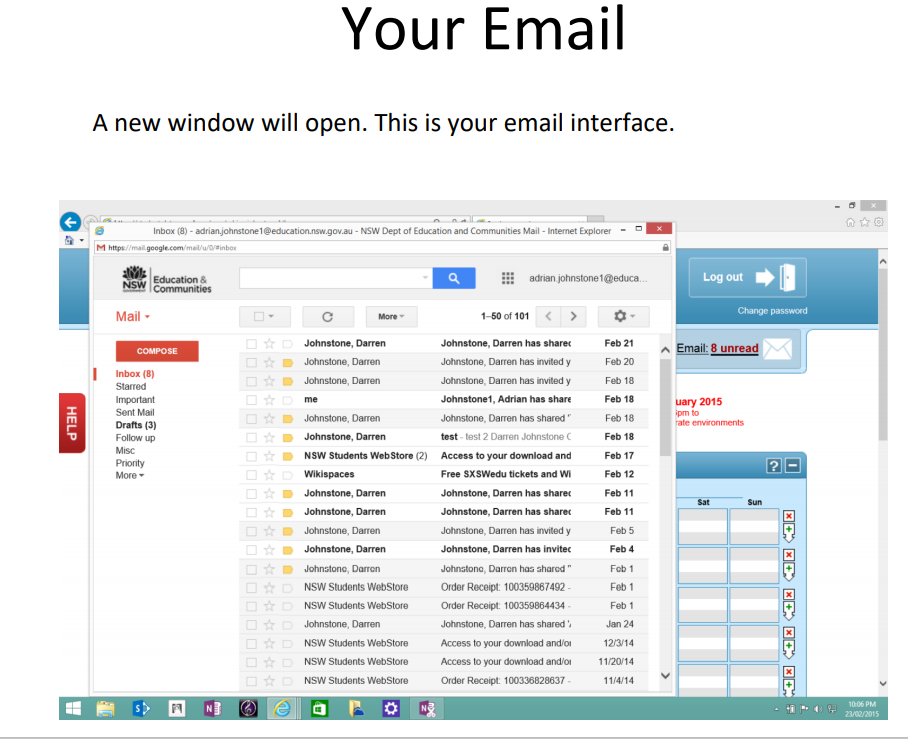 Your Email
A new window will open. This is your email interface.
Inbox (8) - adrian.johnstone1@education.nsw.gov.au - NSW Dept of Education and Communities Mail - Internet Explorer
https://mail.google.com/mail/u/0/#inbox
NSW Education & Communities
adrian.johnstone1@educa...
Log out
Change password
Mail
More
1–50 of 101
COMPOSE
Inbox (8)
Starred
Important
Sent Mail
Drafts (3)
Follow up
Misc
Priority
More
Johnstone, Darren Johnstone, Darren has shared Feb 21
Johnstone, Darren Johnstone, Darren has invited y Feb 20
Johnstone, Darren Johnstone, Darren has invited y Feb 18
me Johnstone1, Adrian has share Feb 18
Johnstone, Darren Johnstone, Darren has shared " Feb 18
Johnstone, Darren test - test 2 Darren Johnstone C Feb 18
NSW Students WebStore (2) Access to your download and Feb 17
Wikispaces Free SXSWedu tickets and Wi Feb 12
Johnstone, Darren Johnstone, Darren has shared Feb 11
Johnstone, Darren Johnstone, Darren has shared Feb 11
Johnstone, Darren Johnstone, Darren has invited y Feb 5
Johnstone, Darren Johnstone, Darren has invited Feb 4
Johnstone, Darren Johnstone, Darren has shared " Feb 1
NSW Students WebStore Order Receipt: 100359867492 - Feb 1
NSW Students WebStore Order Receipt: 100359864434 - Feb 1
Johnstone, Darren Johnstone, Darren has shared Jan 24
NSW Students WebStore Access to your download and/or 12/3/14
NSW Students WebStore Access to your download and/or 11/20/14
NSW Students WebStore Order Receipt: 100336828637 - 11/4/14
HELP
Email: 8 unread
uary 2015
5pm to
rate environments
?
Sat Sun
10:06 PM
23/02/2015